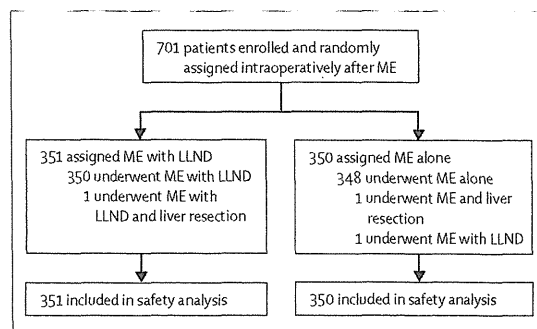 701 patients enrolled and randomly
assigned intraoperatively after ME
351 assigned ME with LLND
350 underwent ME with LLND
1 underwent ME with
LLND and liver resection
350 assigned ME alone
348 underwent ME alone
1 underwent ME and liver
resection
1 underwent ME with LLND
351 included in safety analysis
350 included in safety analysis